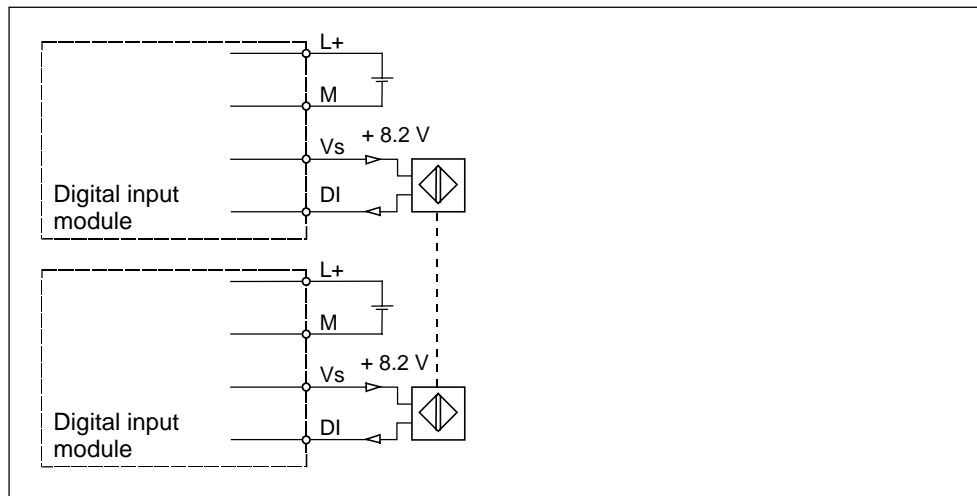 L+
M
Vs + 8.2 V
DI
Digital input
module
L+
M
Vs + 8.2 V
DI
Digital input
module